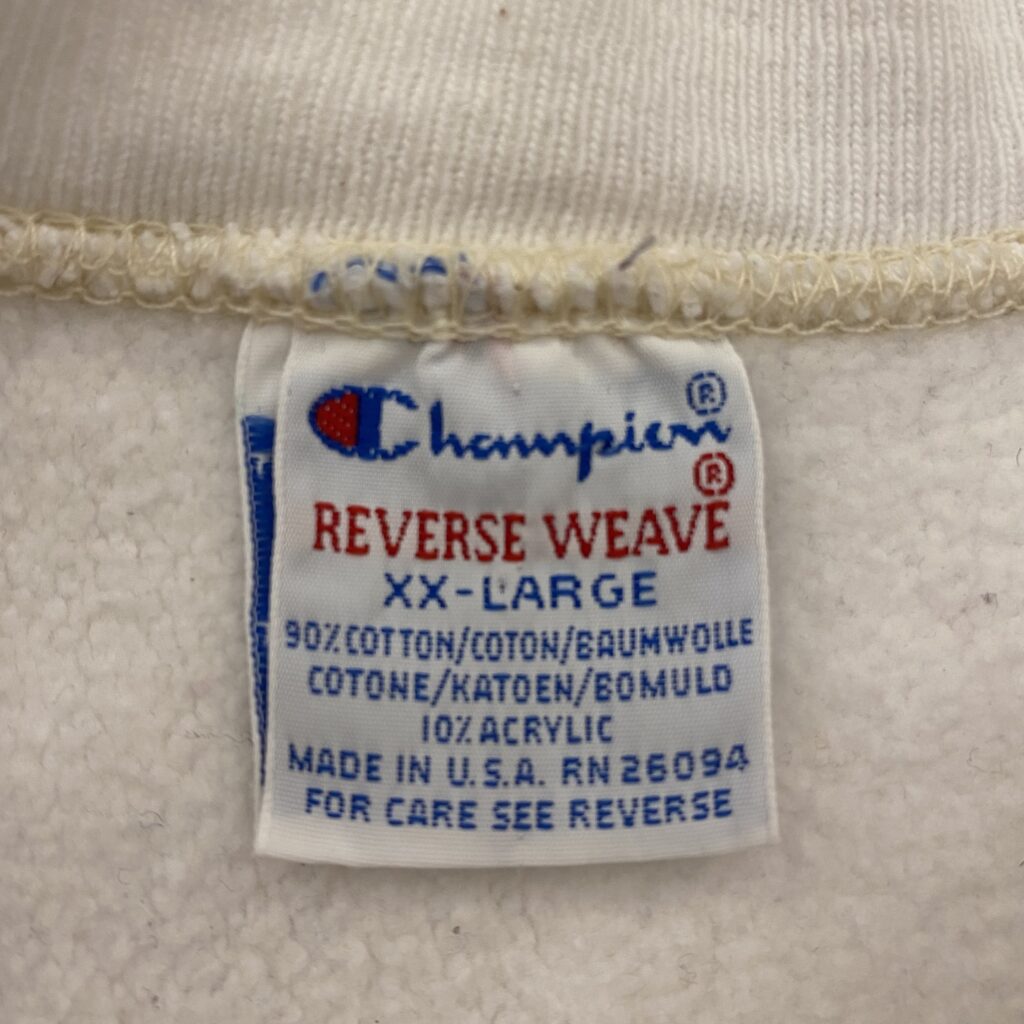 Champion®
REVERSE WEAVE®
XX-LARGE
90% COTTON/COTON/BAUMWOLLE
COTONE/KATOEN/BOMULD
10% ACRYLIC
MADE IN U.S.A. RN 26094
FOR CARE SEE REVERSE